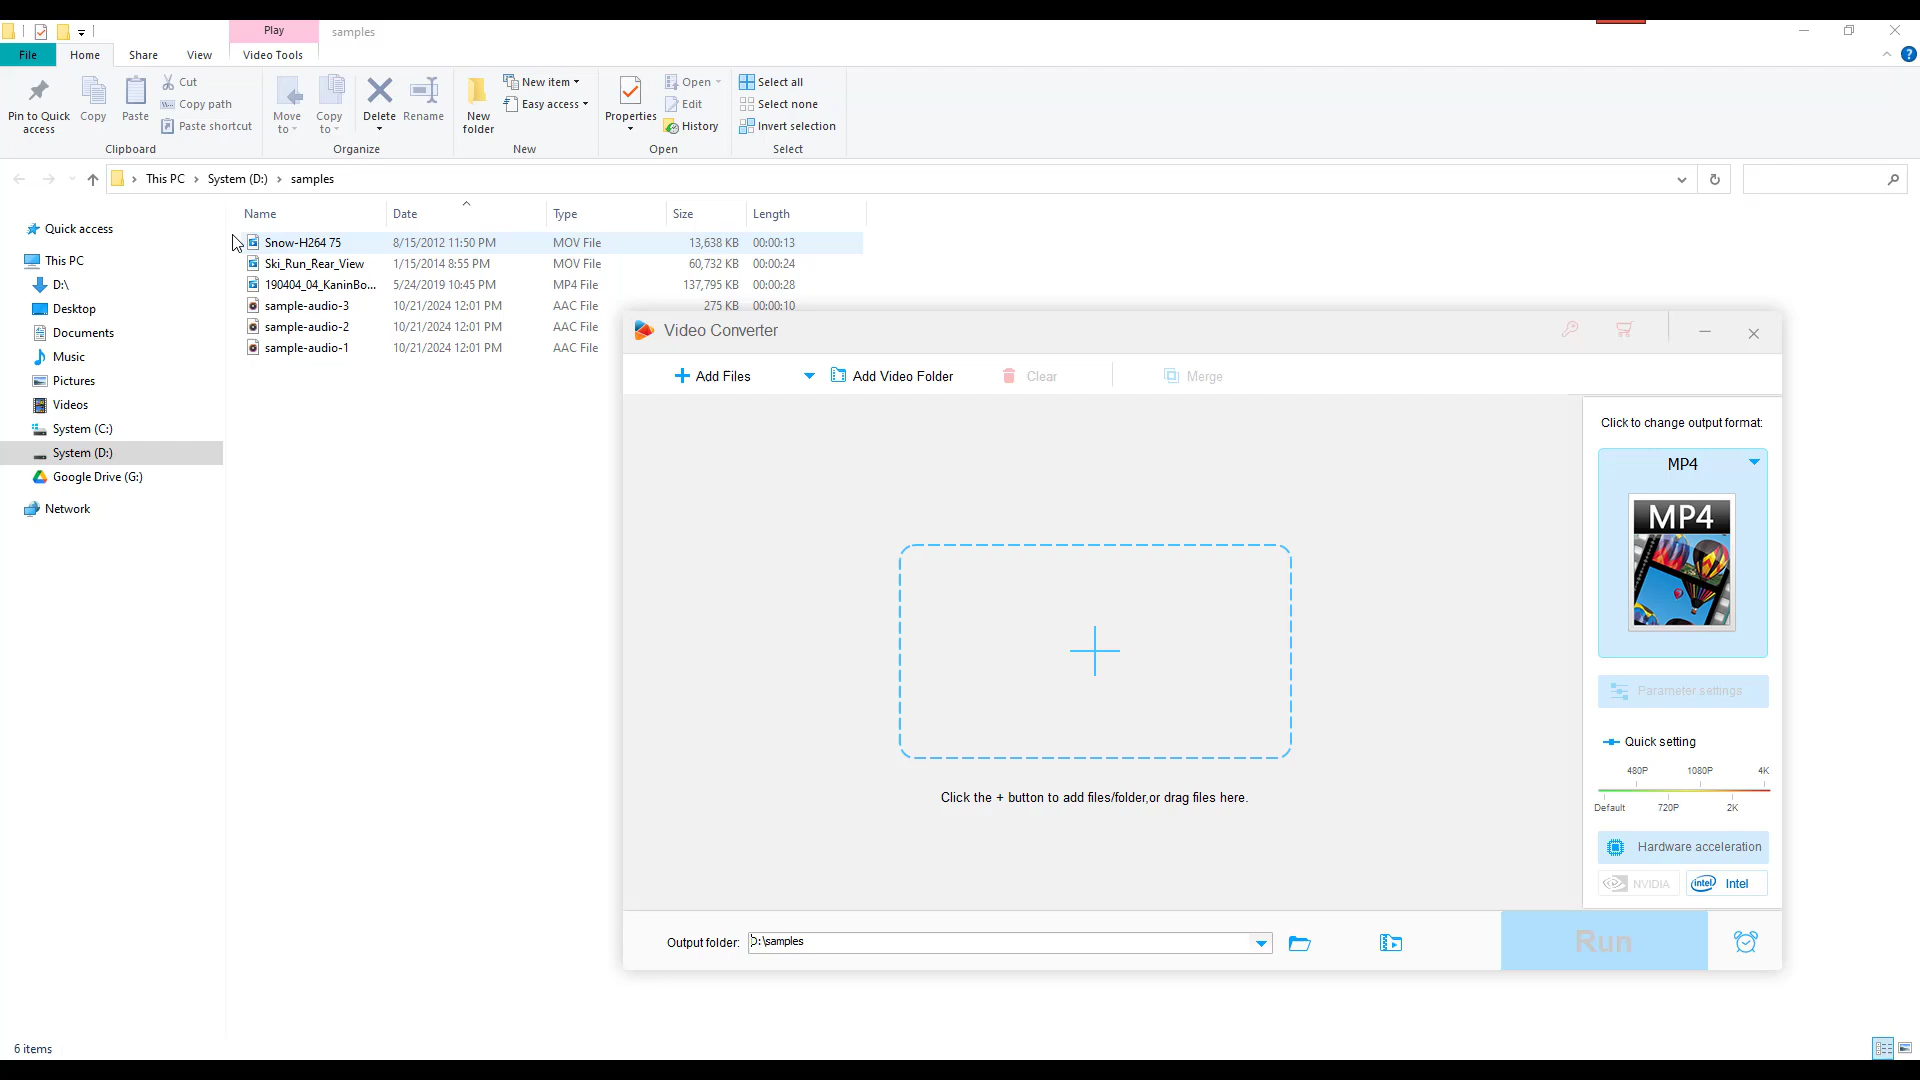 Play
samples
File
Home
Share
View
Video Tools
Pin to Quick access
Copy
Paste
Cut
Copy path
Paste shortcut
Clipboard
Move to
Copy to
Delete
Rename
Organize
New folder
New item
Easy access
New
Properties
Open
Edit
History
Open
Select all
Select none
Invert selection
Select
This PC
System (D:)
samples
Quick access
This PC
D:\
Desktop
Documents
Music
Pictures
Videos
System (C:)
System (D:)
Google Drive (G:)
Network
Name Date Type Size Length
Snow-H264 75 8/15/2012 11:50 PM MOV File 13,638 KB 00:00:13
Ski_Run_Rear_View 1/15/2014 8:55 PM MOV File 60,732 KB 00:00:24
190404_04_KaninBo... 5/24/2019 10:45 PM MP4 File 137,795 KB 00:00:28
sample-audio-3 10/21/2024 12:01 PM AAC File 275 KB 00:00:10
sample-audio-2 10/21/2024 12:01 PM AAC File
sample-audio-1 10/21/2024 12:01 PM AAC File
Video Converter
Add Files
Add Video Folder
Clear
Merge
Click the + button to add files/folder,or drag files here.
Click to change output format:
MP4
MP4
Parameter settings
Quick setting
480P 1080P 4K
Default 720P 2K
Hardware acceleration
NVIDIA
intel Intel
Output folder:
D:\samples
Run
6 items